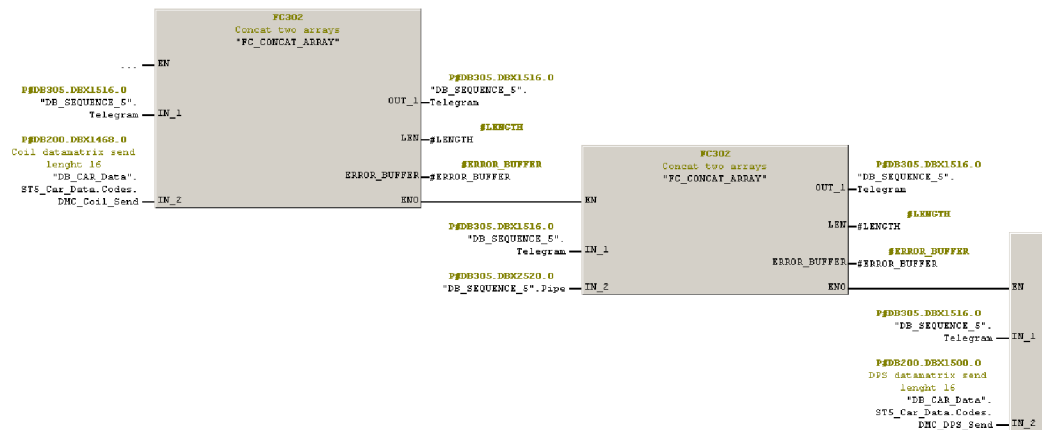 FC302
Concat two arrays
"FC_CONCAT_ARRAY"
... EN
P#DB305.DBX1516.0
"DB_SEQUENCE_5".
Telegram IN_1
P#DB200.DBX1468.0
Coil datamatrix send
lenght 16
"DB_CAR_Data".
ST5_Car_Data.Codes.
DMC_Coil_Send IN_2
P#DB305.DBX1516.0
"DB_SEQUENCE_5".
OUT_1 Telegram
#LENGTH
LEN #LENGTH
#ERROR_BUFFER
ERROR_BUFFER #ERROR_BUFFER
ENO
FC302
Concat two arrays
"FC_CONCAT_ARRAY"
EN
P#DB305.DBX1516.0
"DB_SEQUENCE_5".
Telegram IN_1
P#DB305.DBX2520.0
"DB_SEQUENCE_5".Pipe IN_2
P#DB305.DBX1516.0
"DB_SEQUENCE_5".
OUT_1 Telegram
#LENGTH
LEN #LENGTH
#ERROR_BUFFER
ERROR_BUFFER #ERROR_BUFFER
ENO
EN
P#DB305.DBX1516.0
"DB_SEQUENCE_5".
Telegram IN_1
P#DB200.DBX1500.0
DPS datamatrix send
lenght 16
"DB_CAR_Data".
ST5_Car_Data.Codes.
DMC_DPS_Send IN_2